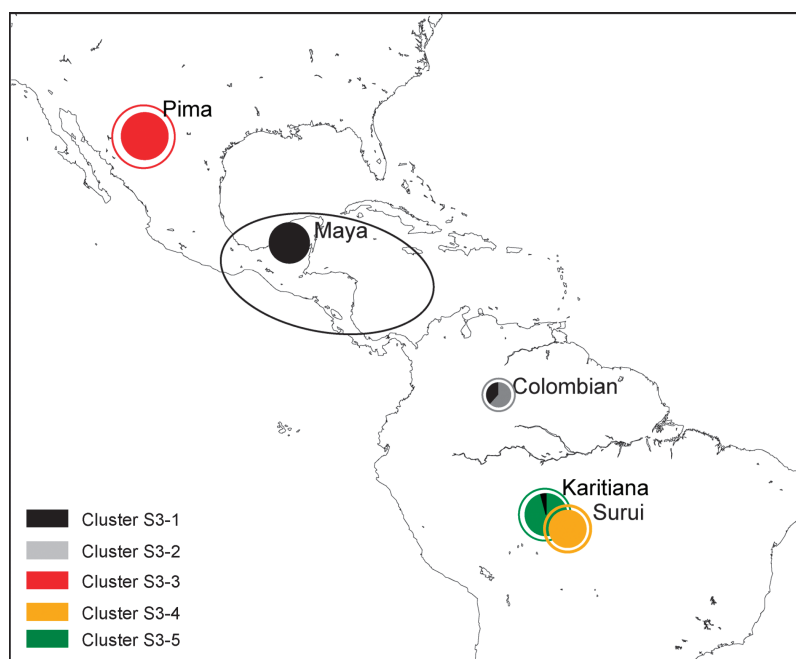 Pima
Maya
Colombian
Karitiana
Surui
Cluster S3-1
Cluster S3-2
Cluster S3-3
Cluster S3-4
Cluster S3-5